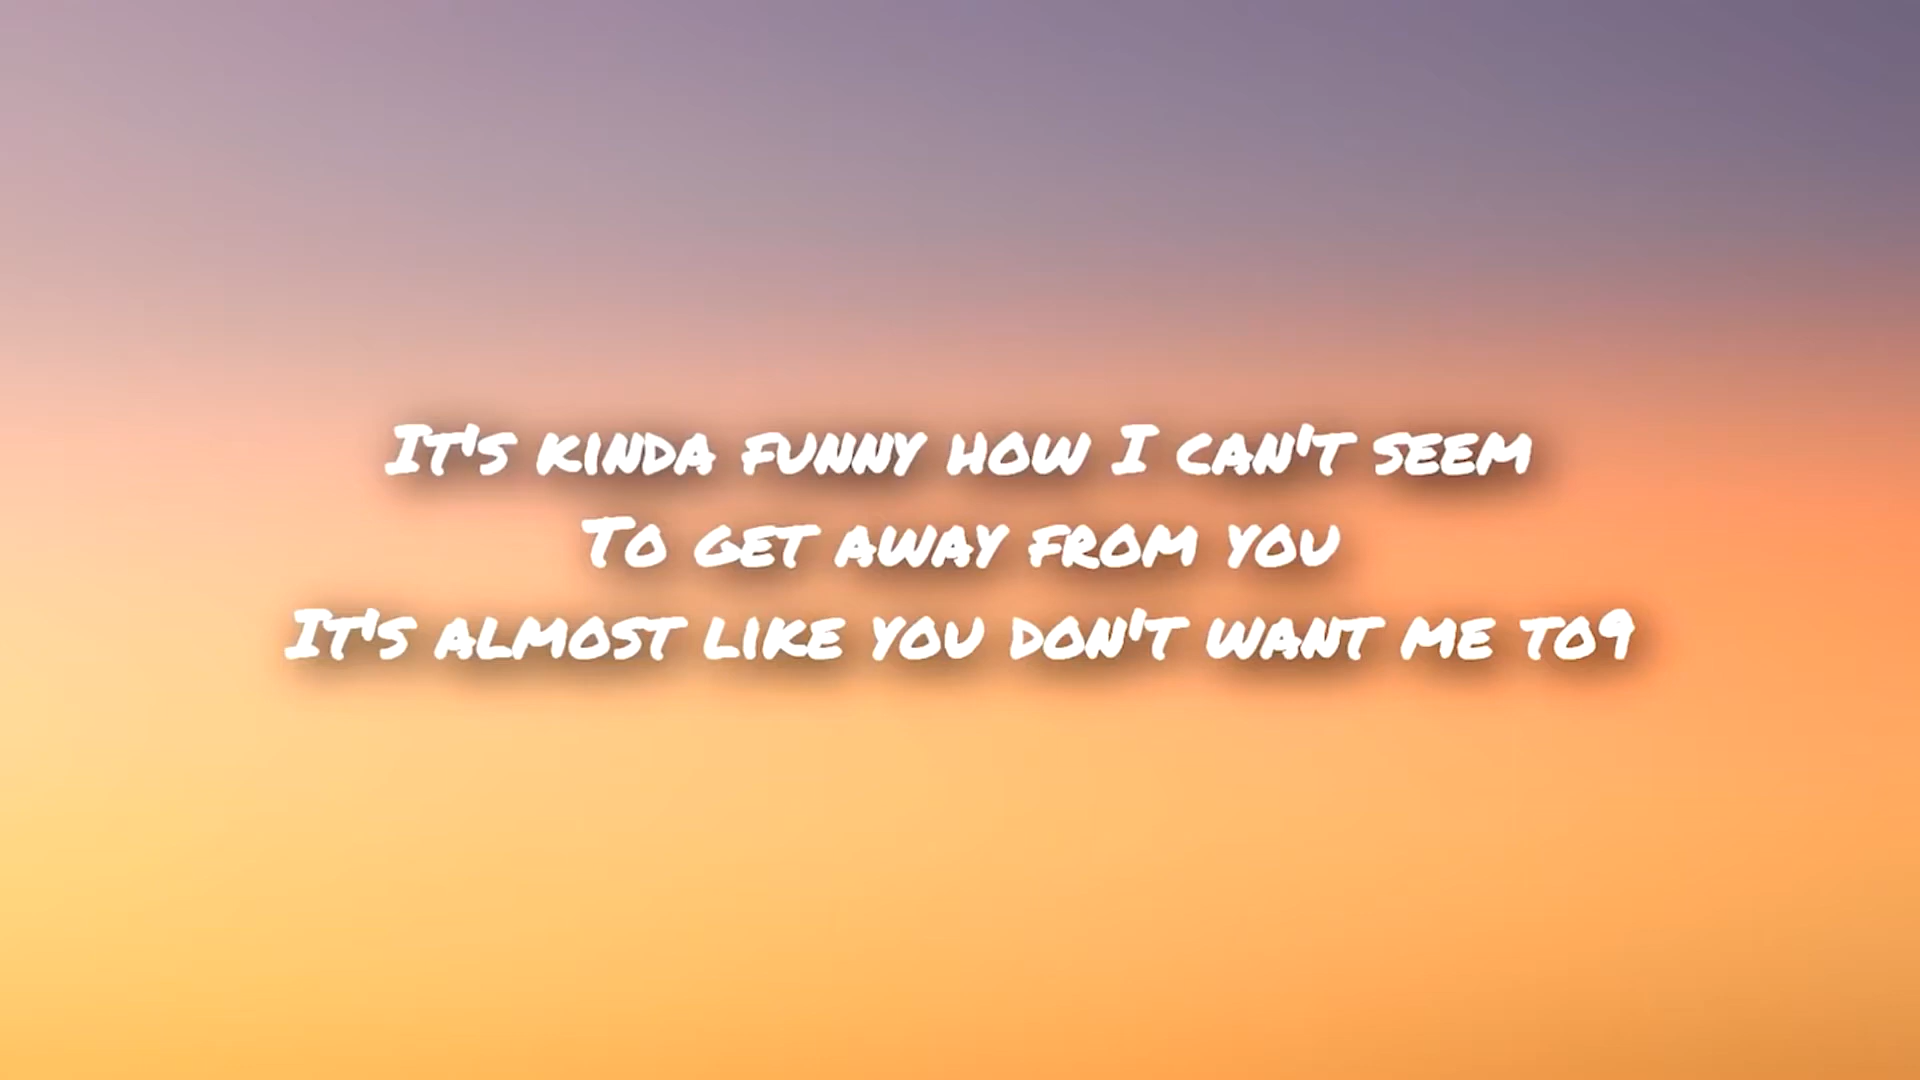 It's kinda funny how I can't seem
To get away from you
It's almost like you don't want me to9